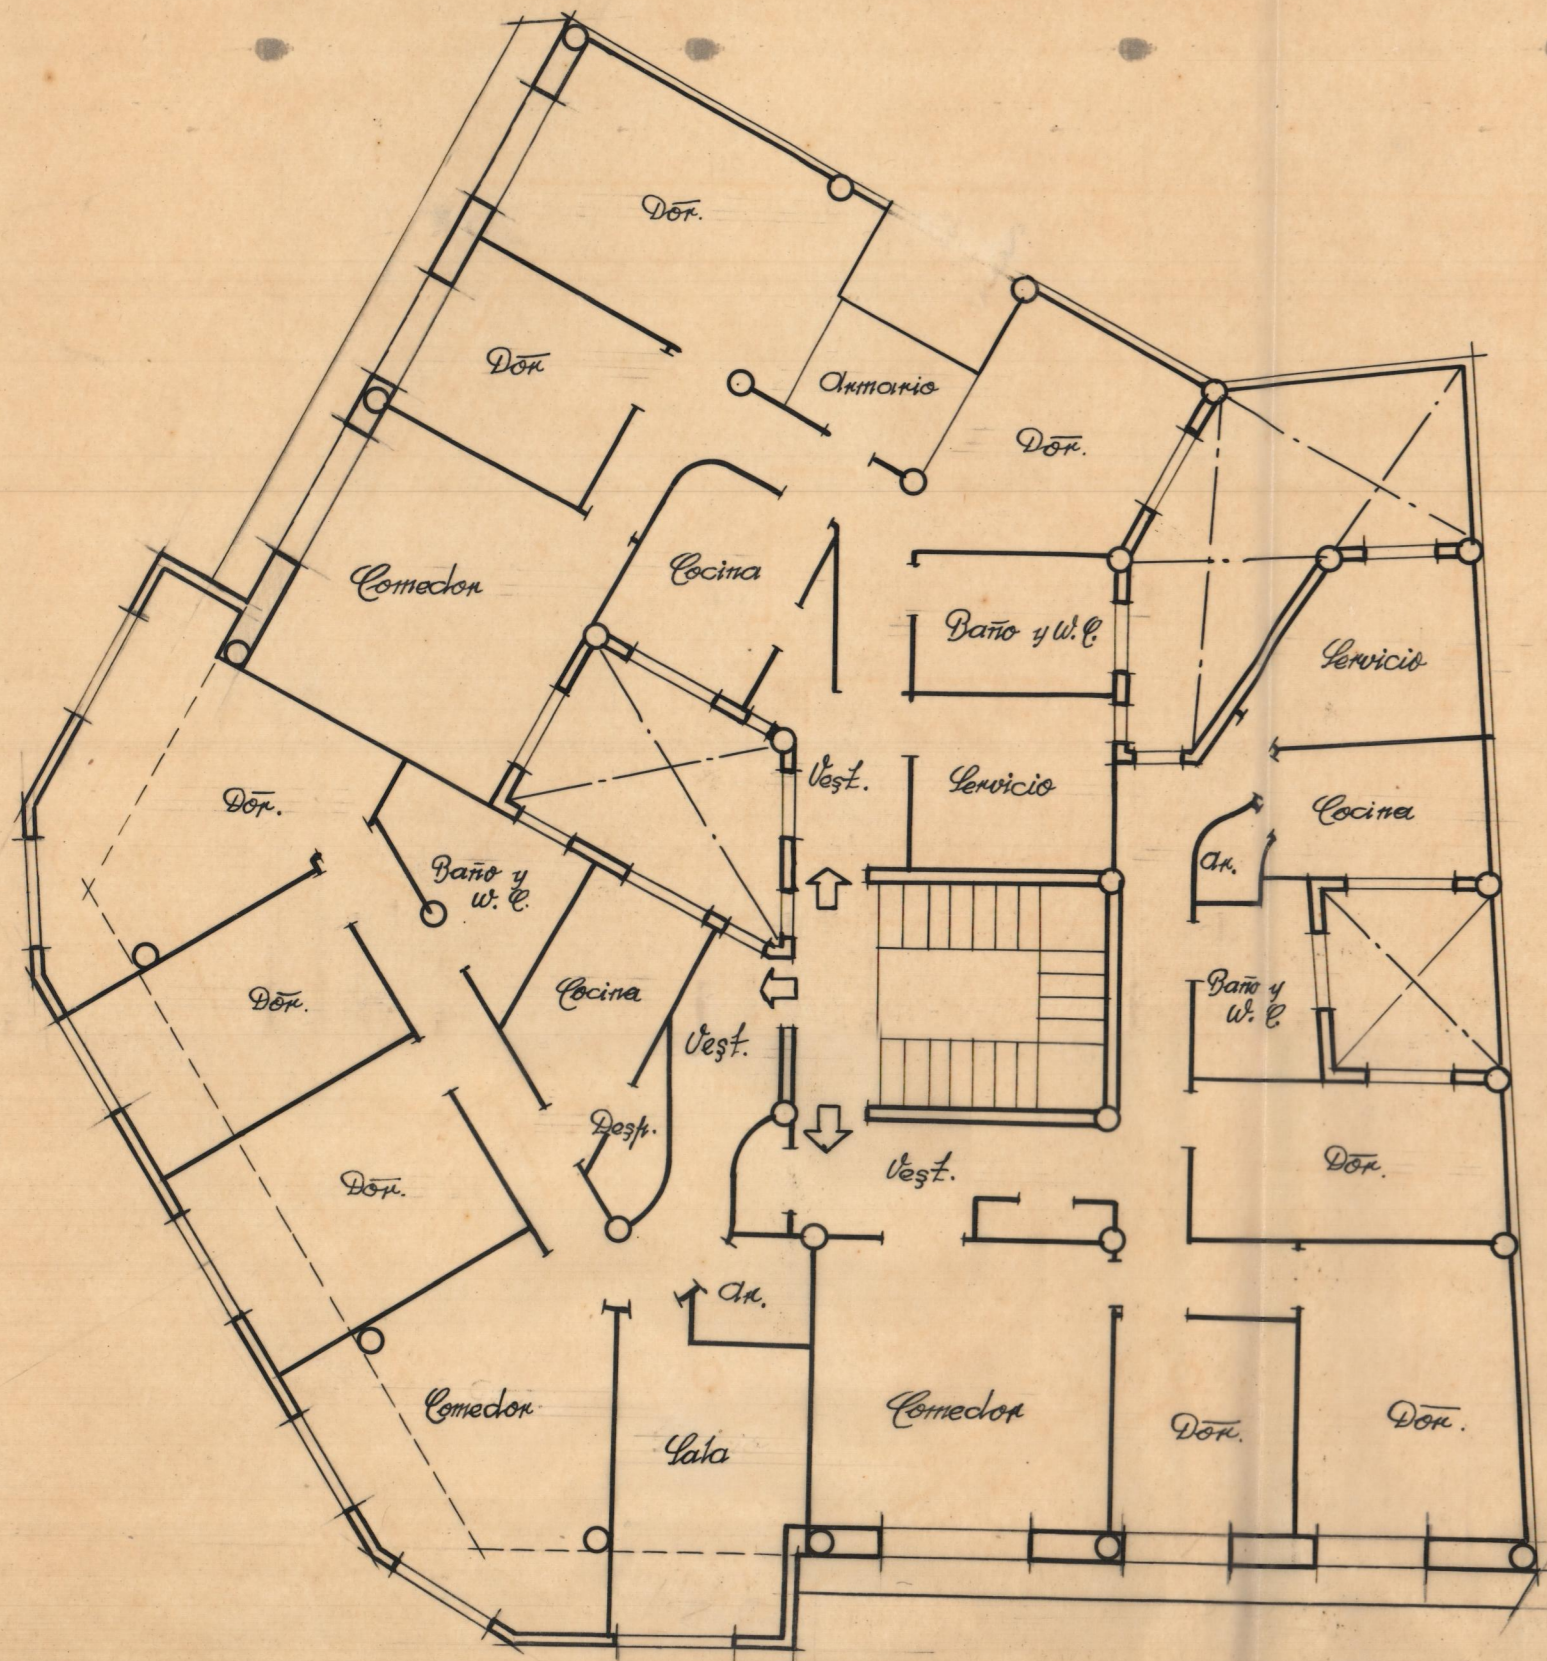 Dor.
Dor
Armario
Dor.
Comedor
Cocina
Baño y W.C.
Servicio
Vest.
Servicio
Dor.
Cocina
Baño y
W.C.
Ar.
Cocina
Dor.
Baño y
W.C.
Vest.
Desp.
Dor.
Vest.
Dor.
Ar.
Comedor
Sala
Comedor
Dor.
Dor.